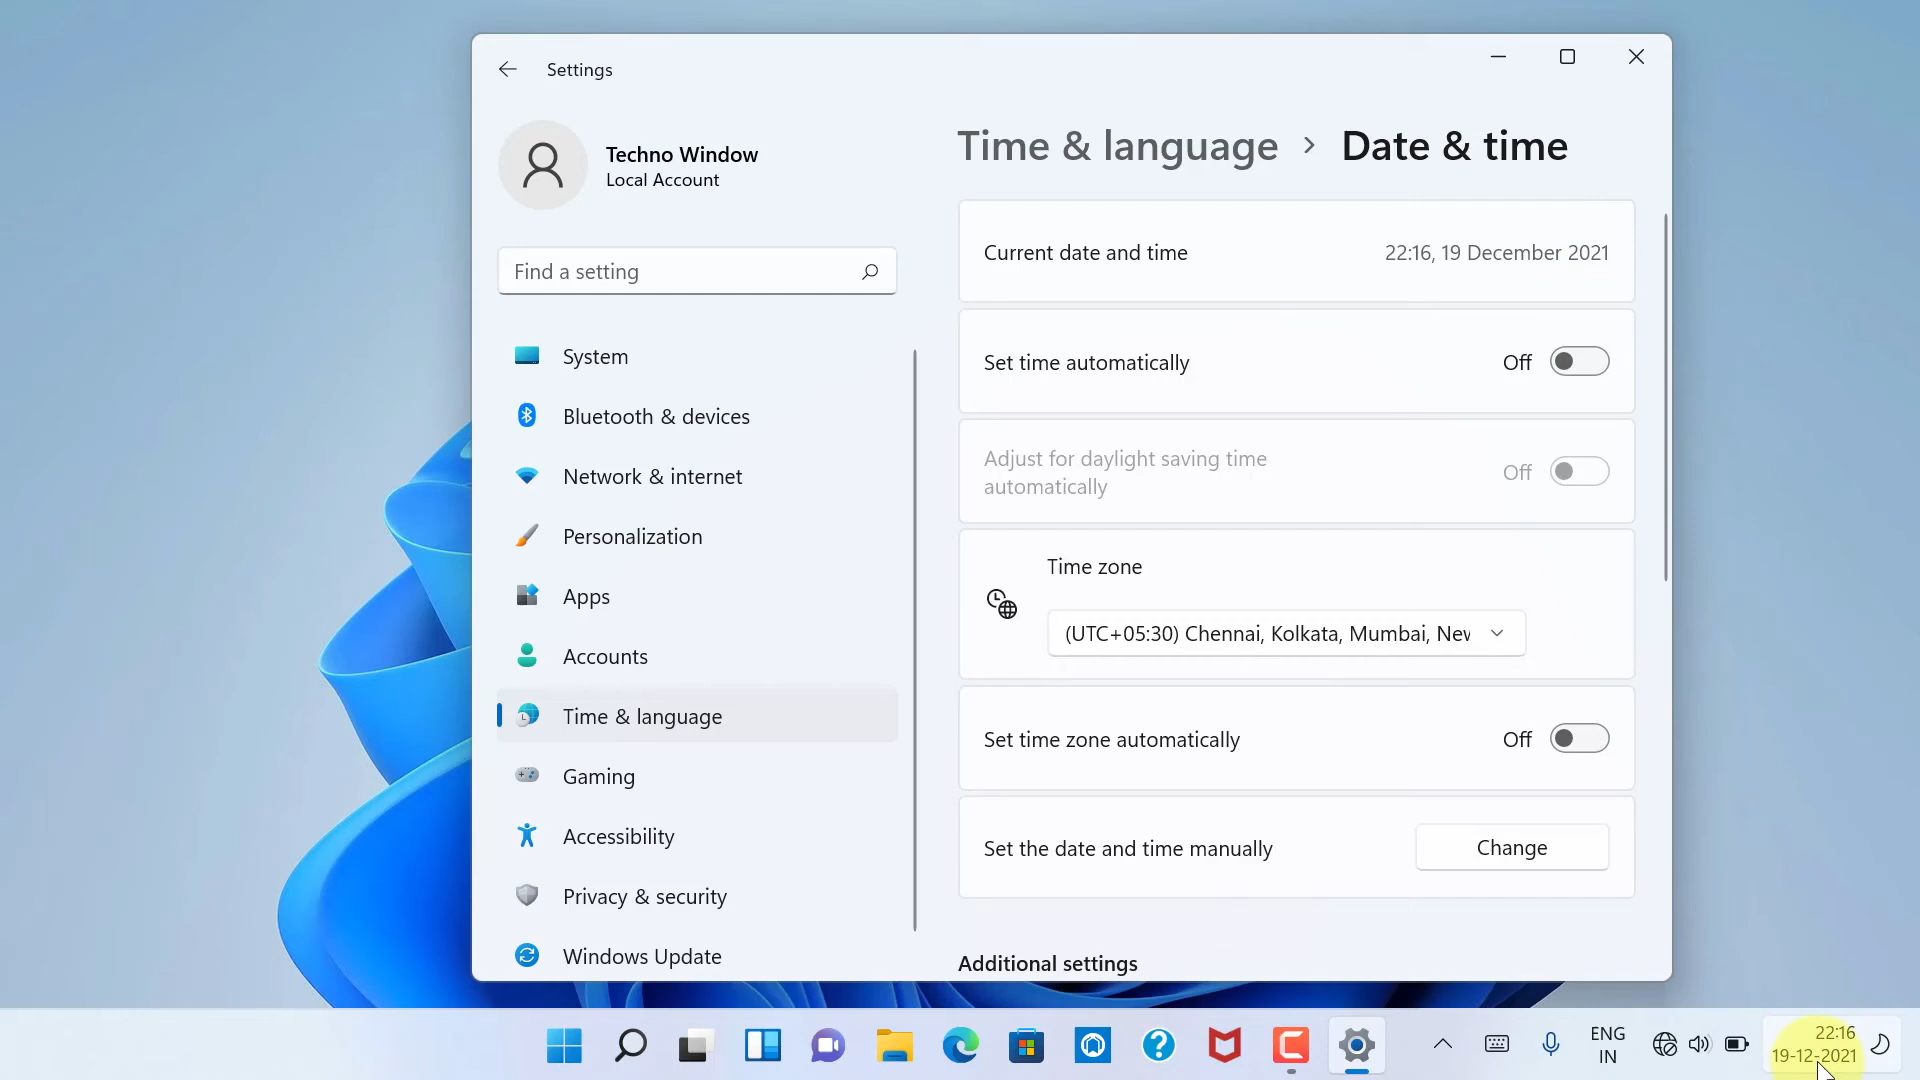 Settings
Techno Window
Local Account
Find a setting
System
Bluetooth & devices
Network & internet
Personalization
Apps
Accounts
Time & language
Gaming
Accessibility
Privacy & security
Windows Update
Time & language > Date & time
Current date and time 22:16, 19 December 2021
Set time automatically Off
Adjust for daylight saving time
automatically Off
Time zone
(UTC+05:30) Chennai, Kolkata, Mumbai, Nev
Set time zone automatically Off
Set the date and time manually Change
Additional settings
ENG
IN
22:16
19-12-2021